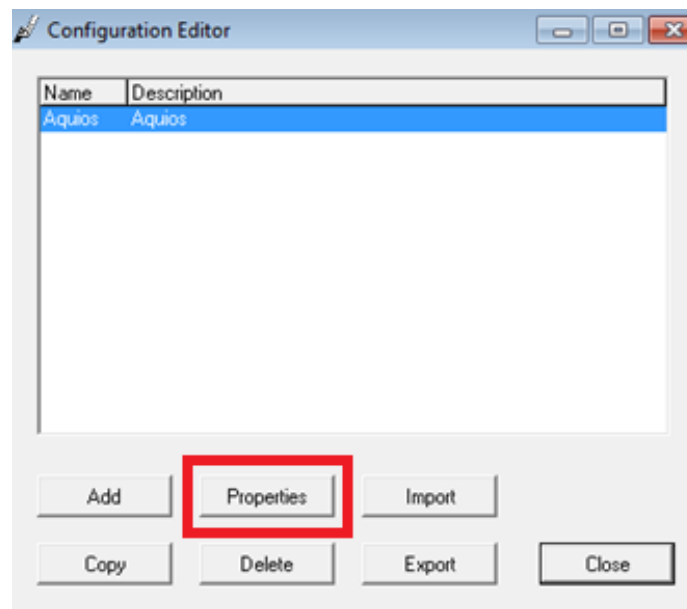 Configuration Editor
Name Description
Aquios Aquios
Add Properties Import
Copy Delete Export Close